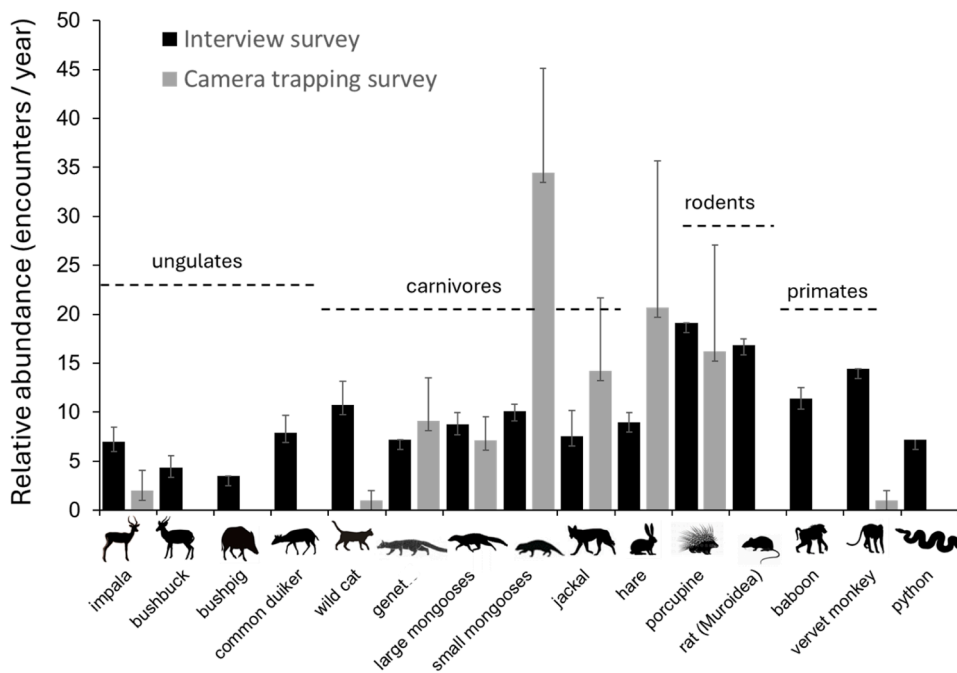 Relative abundance (encounters / year)
50
45
40
35
30
25
20
15
10
5
0
Interview survey
Camera trapping survey
ungulates
carnivores
rodents
primates
impala
bushbuck
bushpig
common duiker
wild cat
genet...
large mongooses
small mongooses
jackal
hare
porcupine
rat (Muroidea)
baboon
vervet monkey
python